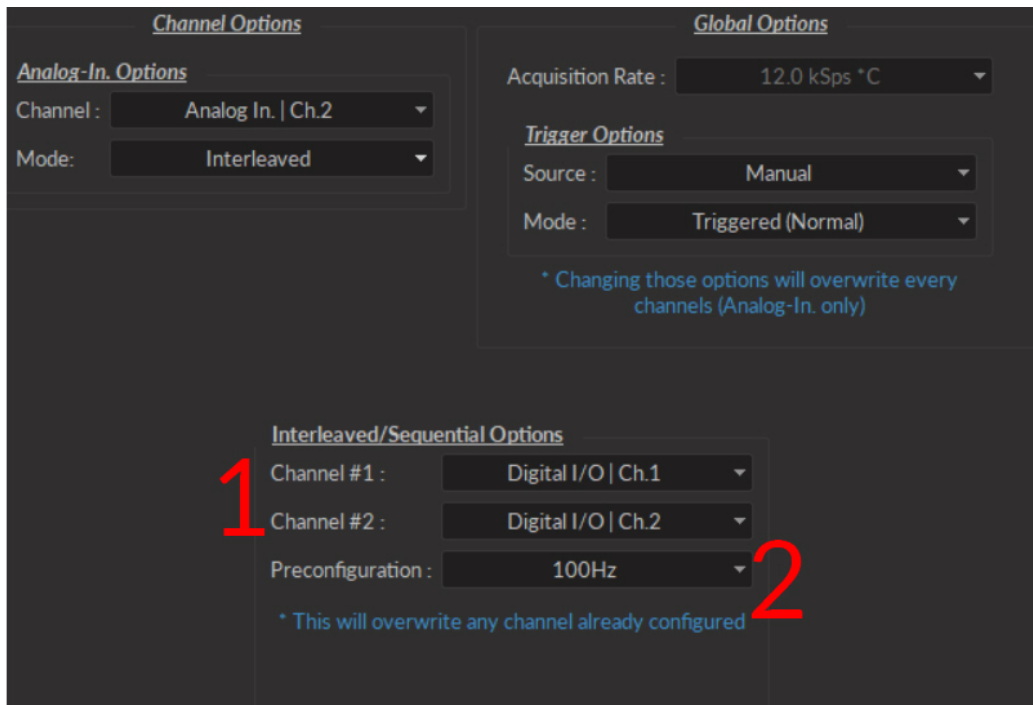 Channel Options
Analog-In. Options
Channel : Analog In. | Ch.2
Mode: Interleaved
Global Options
Acquisition Rate : 12.0 kSps *C
Trigger Options
Source : Manual
Mode : Triggered (Normal)
* Changing those options will overwrite every
channels (Analog-In. only)
Interleaved/Sequential Options
1
Channel #1 : Digital I/O | Ch.1
Channel #2 : Digital I/O | Ch.2
Preconfiguration : 100Hz
2
* This will overwrite any channel already configured